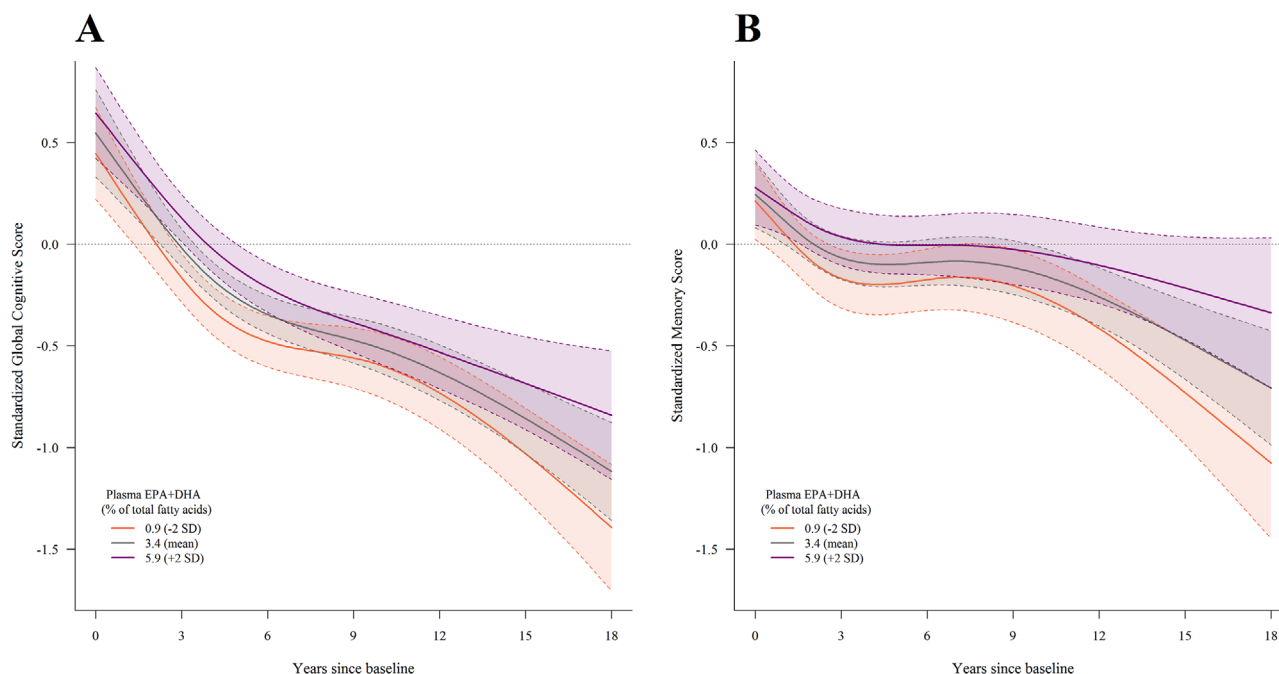 A
Standardized Global Cognitive Score
0.5
0.0
-0.5
-1.0
-1.5
Plasma EPA+DHA
(% of total fatty acids)
0.9 (-2 SD)
3.4 (mean)
5.9 (+2 SD)
0 3 6 9 12 15 18
Years since baseline
B
Standardized Memory Score
0.5
0.0
-0.5
-1.0
-1.5
Plasma EPA+DHA
(% of total fatty acids)
0.9 (-2 SD)
3.4 (mean)
5.9 (+2 SD)
0 3 6 9 12 15 18
Years since baseline